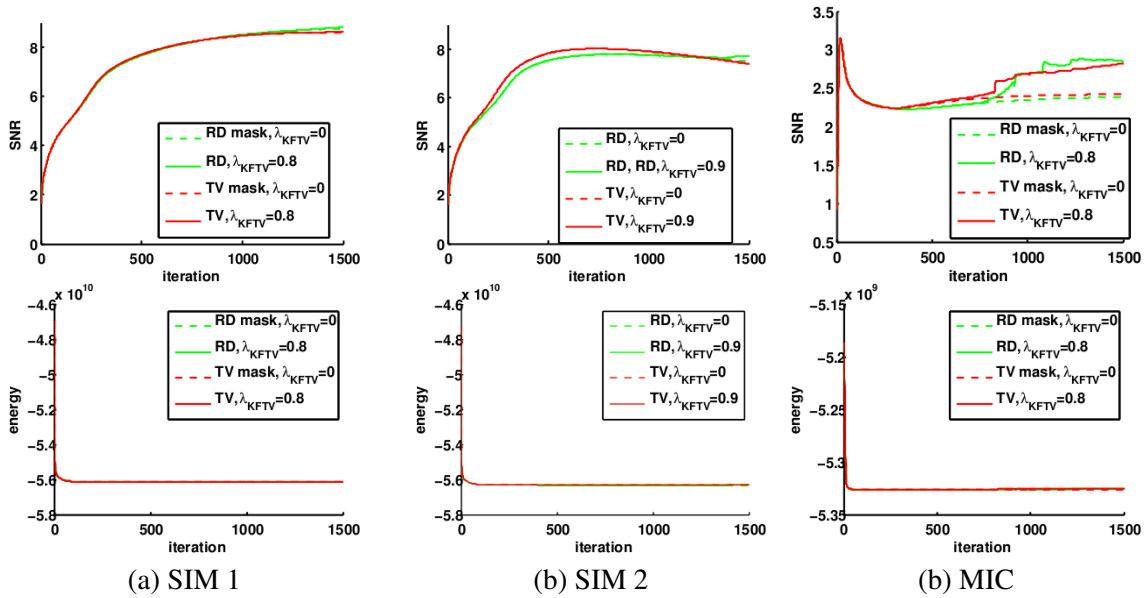 SNR
8
6
4
2
0
0
500
1000
1500
iteration
RD mask, λKFTV=0
RD, λKFTV=0.8
TV mask, λKFTV=0
TV, λKFTV=0.8
SNR
8
6
4
2
0
0
500
1000
1500
iteration
RD, λKFTV=0
RD, RD, λKFTV=0.9
TV, λKFTV=0
TV, λKFTV=0.9
SNR
3.5
3
2.5
2
1.5
1
0.5
0
500
1000
1500
iteration
RD mask, λKFTV=0
RD, λKFTV=0.8
TV mask, λKFTV=0
TV, λKFTV=0.8
x 10^10
energy
−4.6
−4.8
−5
−5.2
−5.4
−5.6
−5.8
0
500
1000
1500
iteration
RD mask, λKFTV=0
RD, λKFTV=0.8
TV mask, λKFTV=0
TV, λKFTV=0.8
x 10^10
energy
−4.6
−4.8
−5
−5.2
−5.4
−5.6
−5.8
0
500
1000
1500
iteration
RD, λKFTV=0
RD, λKFTV=0.9
TV, λKFTV=0
TV, λKFTV=0.9
x 10^9
energy
−5.15
−5.2
−5.25
−5.3
−5.35
0
500
1000
1500
iteration
RD mask, λKFTV=0
RD, λKFTV=0.8
TV mask, λKFTV=0
TV, λKFTV=0.8
(a) SIM 1
(b) SIM 2
(b) MIC